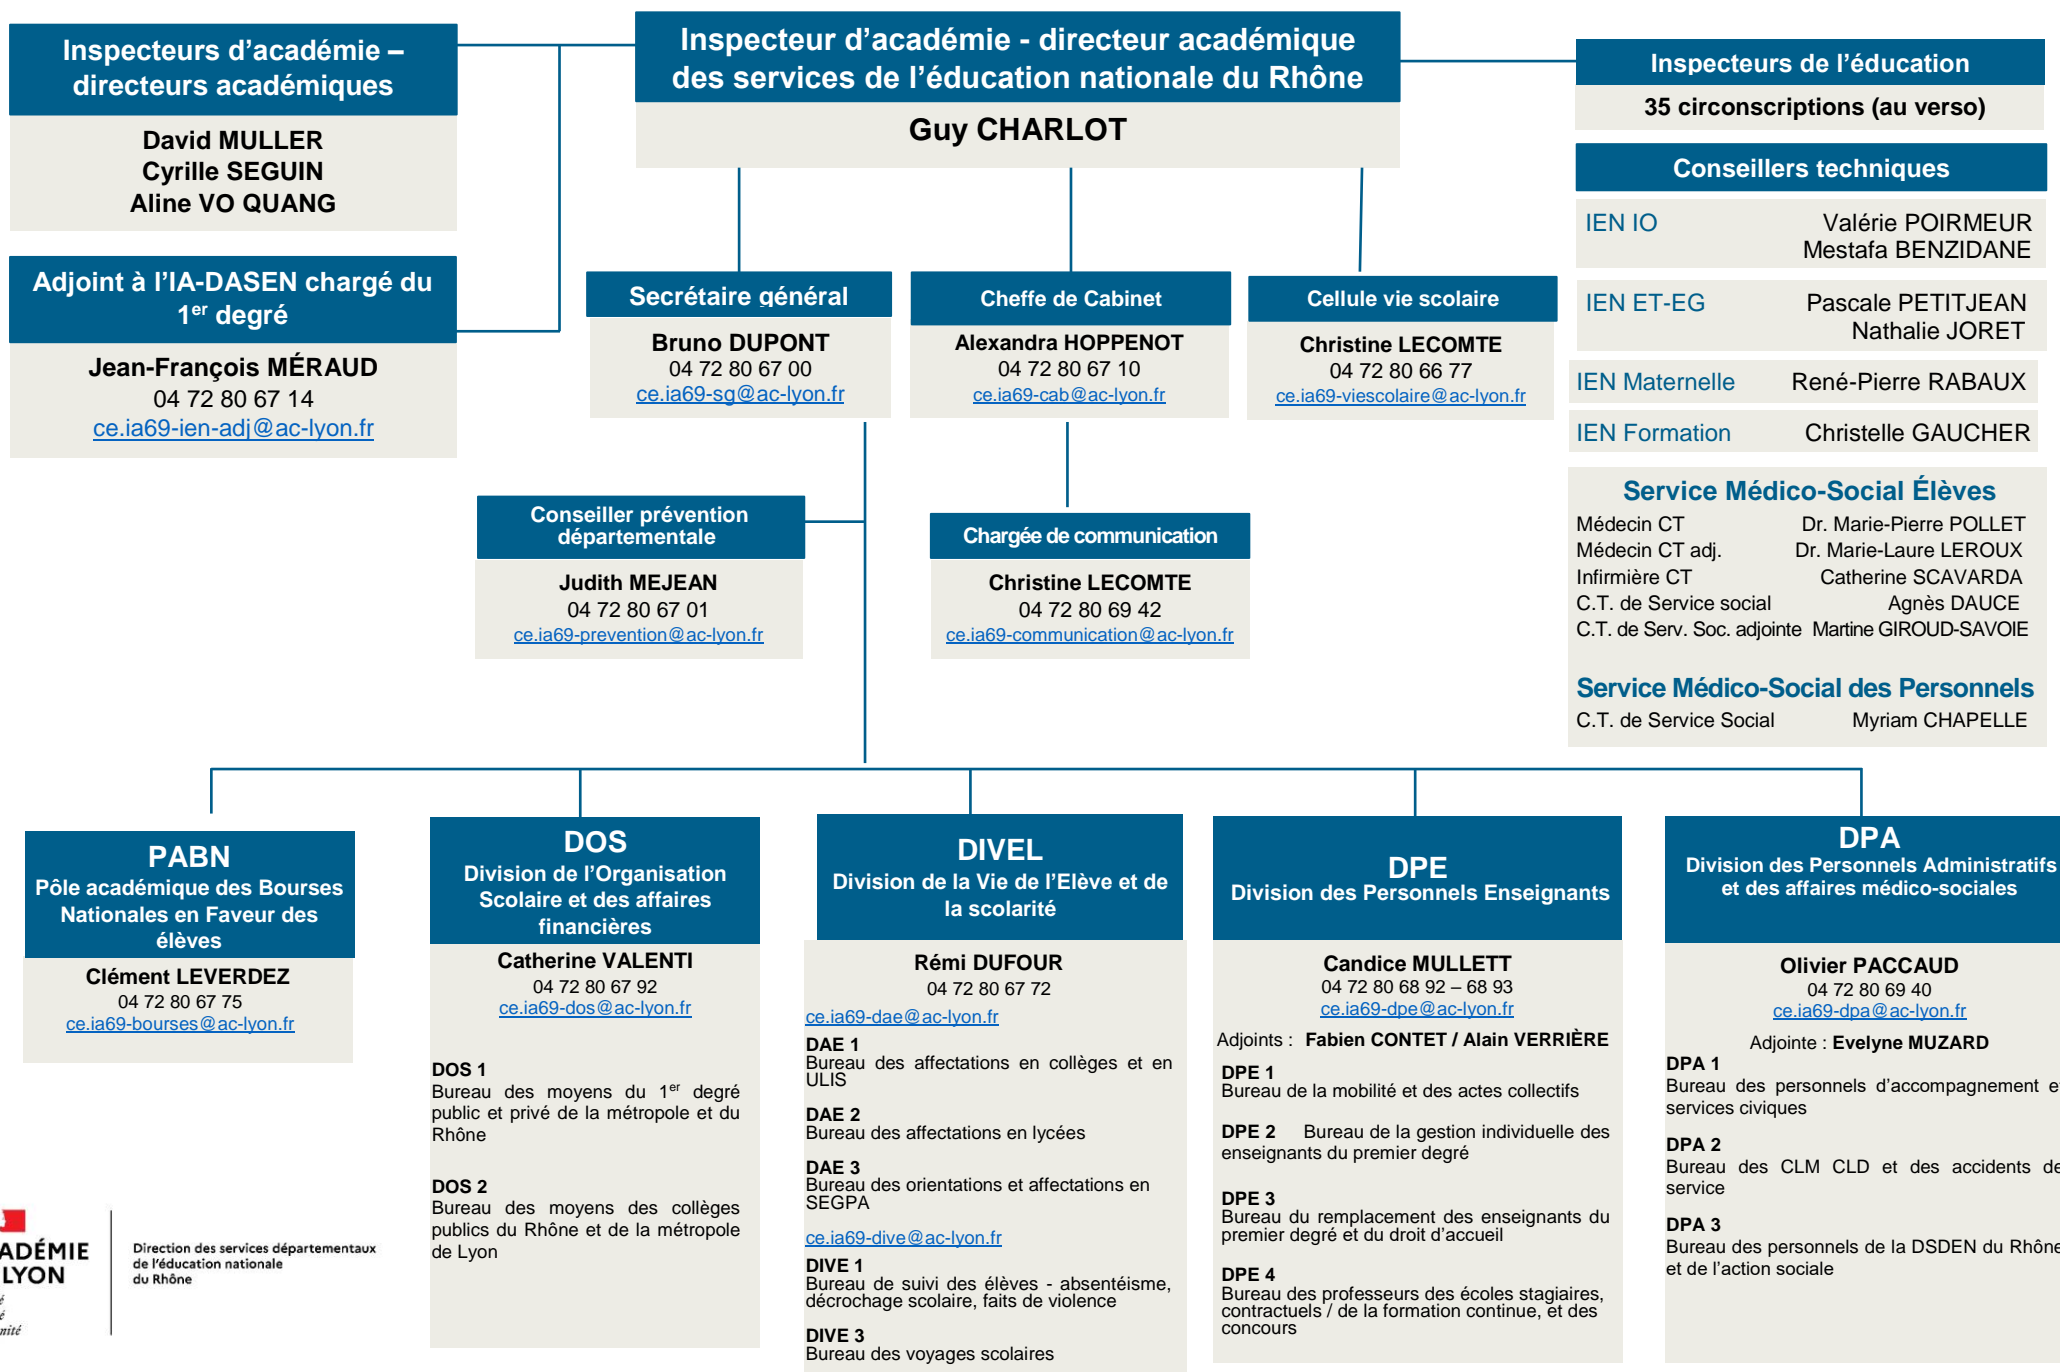 Inspecteurs d’académie –
directeurs académiques
David MULLER
Cyrille SEGUIN
Aline VO QUANG
Adjoint à l’IA-DASEN chargé du
1er degré
Jean-François MÉRAUD
04 72 80 67 14
ce.ia69-ien-adj@ac-lyon.fr
Inspecteur d’académie - directeur académique
des services de l’éducation nationale du Rhône
Guy CHARLOT
Secrétaire général
Bruno DUPONT
04 72 80 67 00
ce.ia69-sg@ac-lyon.fr
Cheffe de Cabinet
Alexandra HOPPENOT
04 72 80 67 10
ce.ia69-cab@ac-lyon.fr
Cellule vie scolaire
Christine LECOMTE
04 72 80 66 77
ce.ia69-viescolaire@ac-lyon.fr
Conseiller prévention
départementale
Judith MEJEAN
04 72 80 67 01
ce.ia69-prevention@ac-lyon.fr
Chargée de communication
Christine LECOMTE
04 72 80 69 42
ce.ia69-communication@ac-lyon.fr
Inspecteurs de l’éducation
35 circonscriptions (au verso)
Conseillers techniques
IEN IO Valérie POIRMEUR
Mestafa BENZIDANE
IEN ET-EG Pascale PETITJEAN
Nathalie JORET
IEN Maternelle René-Pierre RABAUX
IEN Formation Christelle GAUCHER
Service Médico-Social Élèves
Médecin CT Dr. Marie-Pierre POLLET
Médecin CT adj. Dr. Marie-Laure LEROUX
Infirmière CT Catherine SCAVARDA
C.T. de Service social Agnès DAUCE
C.T. de Serv. Soc. adjointe Martine GIROUD-SAVOIE
Service Médico-Social des Personnels
C.T. de Service Social Myriam CHAPELLE
PABN
Pôle académique des Bourses
Nationales en Faveur des
élèves
Clément LEVERDEZ
04 72 80 67 75
ce.ia69-bourses@ac-lyon.fr
DOS
Division de l’Organisation
Scolaire et des affaires
financières
Catherine VALENTI
04 72 80 67 92
ce.ia69-dos@ac-lyon.fr
DOS 1
Bureau des moyens du 1er degré
public et privé de la métropole et du
Rhône
DOS 2
Bureau des moyens des collèges
publics du Rhône et de la métropole
de Lyon
DIVEL
Division de la Vie de l’Elève et de
la scolarité
Rémi DUFOUR
04 72 80 67 72
ce.ia69-dae@ac-lyon.fr
DAE 1
Bureau des affectations en collèges et en
ULIS
DAE 2
Bureau des affectations en lycées
DAE 3
Bureau des orientations et affectations en
SEGPA
ce.ia69-dive@ac-lyon.fr
DIVE 1
Bureau de suivi des élèves - absentéisme,
décrochage scolaire, faits de violence
DIVE 3
Bureau des voyages scolaires
DPE
Division des Personnels Enseignants
Candice MULLETT
04 72 80 68 92 – 68 93
ce.ia69-dpe@ac-lyon.fr
Adjoints : Fabien CONTET / Alain VERRIÈRE
DPE 1
Bureau de la mobilité et des actes collectifs
DPE 2 Bureau de la gestion individuelle des
enseignants du premier degré
DPE 3
Bureau du remplacement des enseignants du
premier degré et du droit d’accueil
DPE 4
Bureau des professeurs des écoles stagiaires,
contractuels / de la formation continue, et des
concours
DPA
Division des Personnels Administratifs
et des affaires médico-sociales
Olivier PACCAUD
04 72 80 69 40
ce.ia69-dpa@ac-lyon.fr
Adjointe : Evelyne MUZARD
DPA 1
Bureau des personnels d’accompagnement et
services civiques
DPA 2
Bureau des CLM CLD et des accidents de
service
DPA 3
Bureau des personnels de la DSDEN du Rhône
et de l’action sociale
ADÉMIE
LYON
Direction des services départementaux
de l’éducation nationale
du Rhône